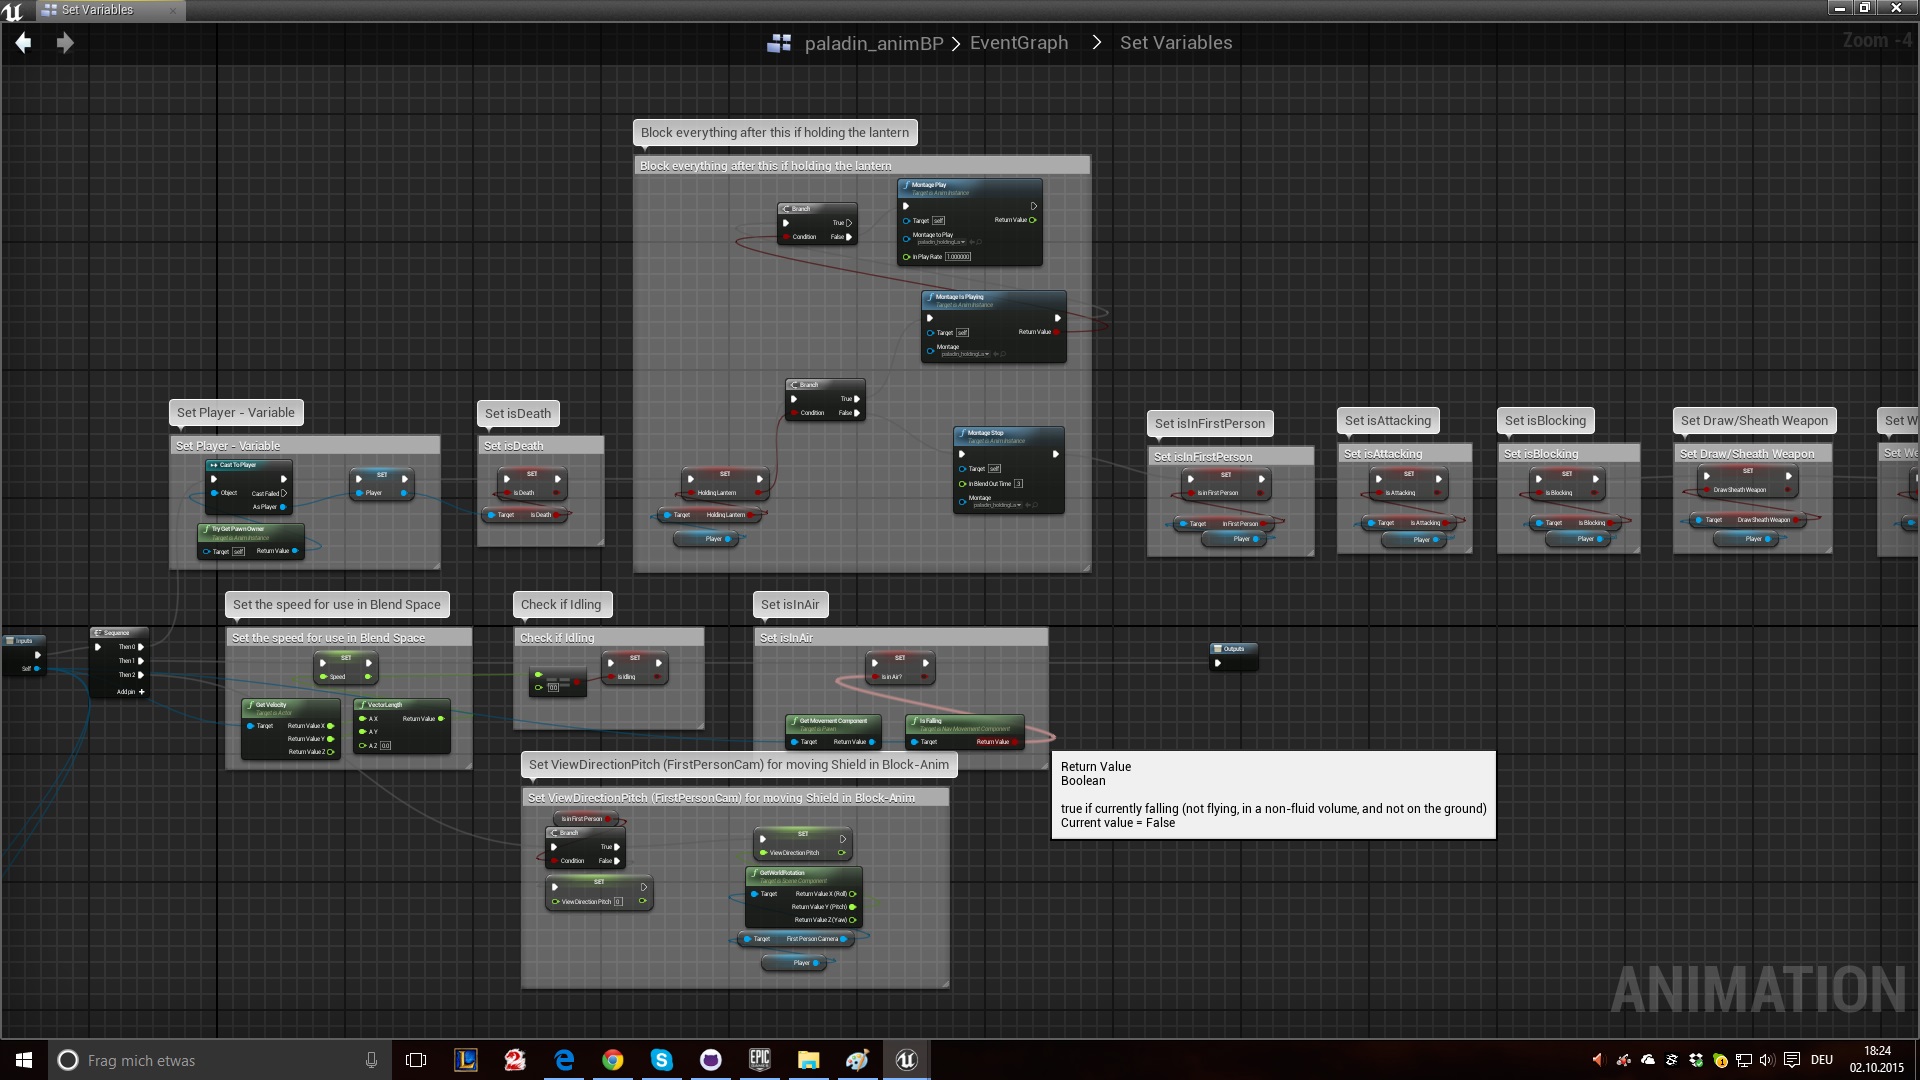 Set Variables
paladin_animBP
EventGraph
Set Variables
Zoom -4
Block everything after this if holding the lantern
Block everything after this if holding the lantern
Branch
True
Condition
False
Montage Play
Target is Anim Instance
Target
self
Return Value
Montage to Play
In Play Rate
1.000000
Montage Is Playing
Target is Anim Instance
Target
self
Return Value
Montage
Branch
True
Condition
False
Montage Stop
Target is Anim Instance
Target
self
In Blend Out Time
.3
Montage
SET
Holding Lantern
Target
Holding Lantern
Player
Set Player - Variable
Set Player - Variable
Cast To Player
Object
Cast Failed
As Player
SET
Player
Try Get Pawn Owner
Target is Anim Instance
Target
self
Return Value
Set isDeath
Set isDeath
SET
Is Death
Target
Is Death
Set isInFirstPerson
Set isInFirstPerson
SET
Is in First Person
Target
In First Person
Player
Set isAttacking
Set isAttacking
SET
Is Attacking
Target
Is Attacking
Player
Set isBlocking
Set isBlocking
SET
Is Blocking
Target
Is Blocking
Player
Set Draw/Sheath Weapon
Set Draw/Sheath Weapon
SET
Draw Sheath Weapon
Target
Draw Sheath Weapon
Player
Set W
Set We
Inputs
Self
Sequence
Then 0
Then 1
Then 2
Add pin
Set the speed for use in Blend Space
Set the speed for use in Blend Space
SET
Speed
Get Velocity
Target is Actor
Target
Return Value X
Return Value Y
Return Value Z
VectorLength
A X
Return Value
A Y
A Z
0.0
Check if Idling
Check if Idling
SET
Is Idling
0.0
==
Set isInAir
Set isInAir
SET
Is in Air?
Get Movement Component
Target is Pawn
Target
Return Value
Is Falling
Target is Nav Movement Component
Target
Return Value
Outputs
Set ViewDirectionPitch (FirstPersonCam) for moving Shield in Block-Anim
Set ViewDirectionPitch (FirstPersonCam) for moving Shield in Block-Anim
Is in First Person
Branch
True
Condition
False
SET
View Direction Pitch
0
SET
View Direction Pitch
GetWorldRotation
Target is Scene Component
Target
Return Value X (Roll)
Return Value Y (Pitch)
Return Value Z (Yaw)
Target
First Person Camera
Player
Return Value
Boolean
true if currently falling (not flying, in a non-fluid volume, and not on the ground)
Current value = False
ANIMATION
Frag mich etwas
EPIC
GAMES
DEU
18:24
02.10.2015